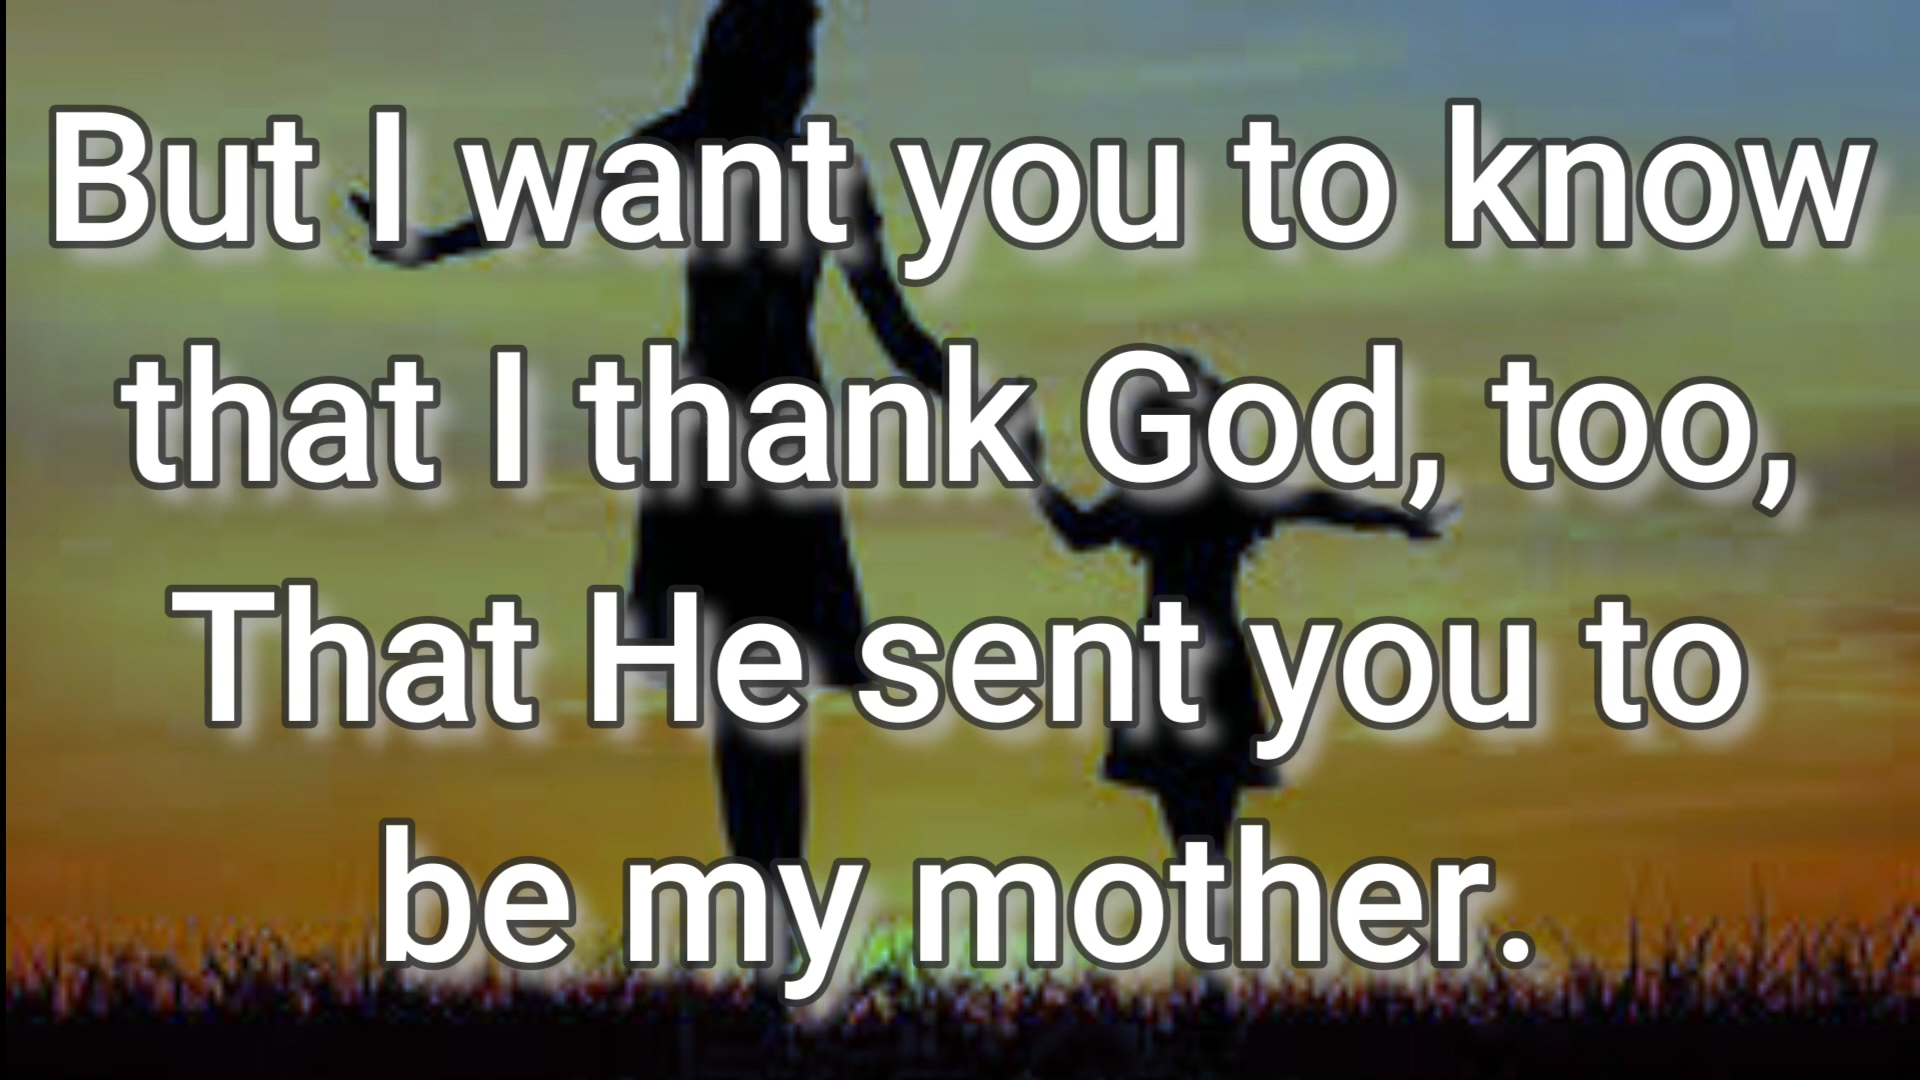 But I want you to know
that I thank God, too,
That He sent you to
be my mother.